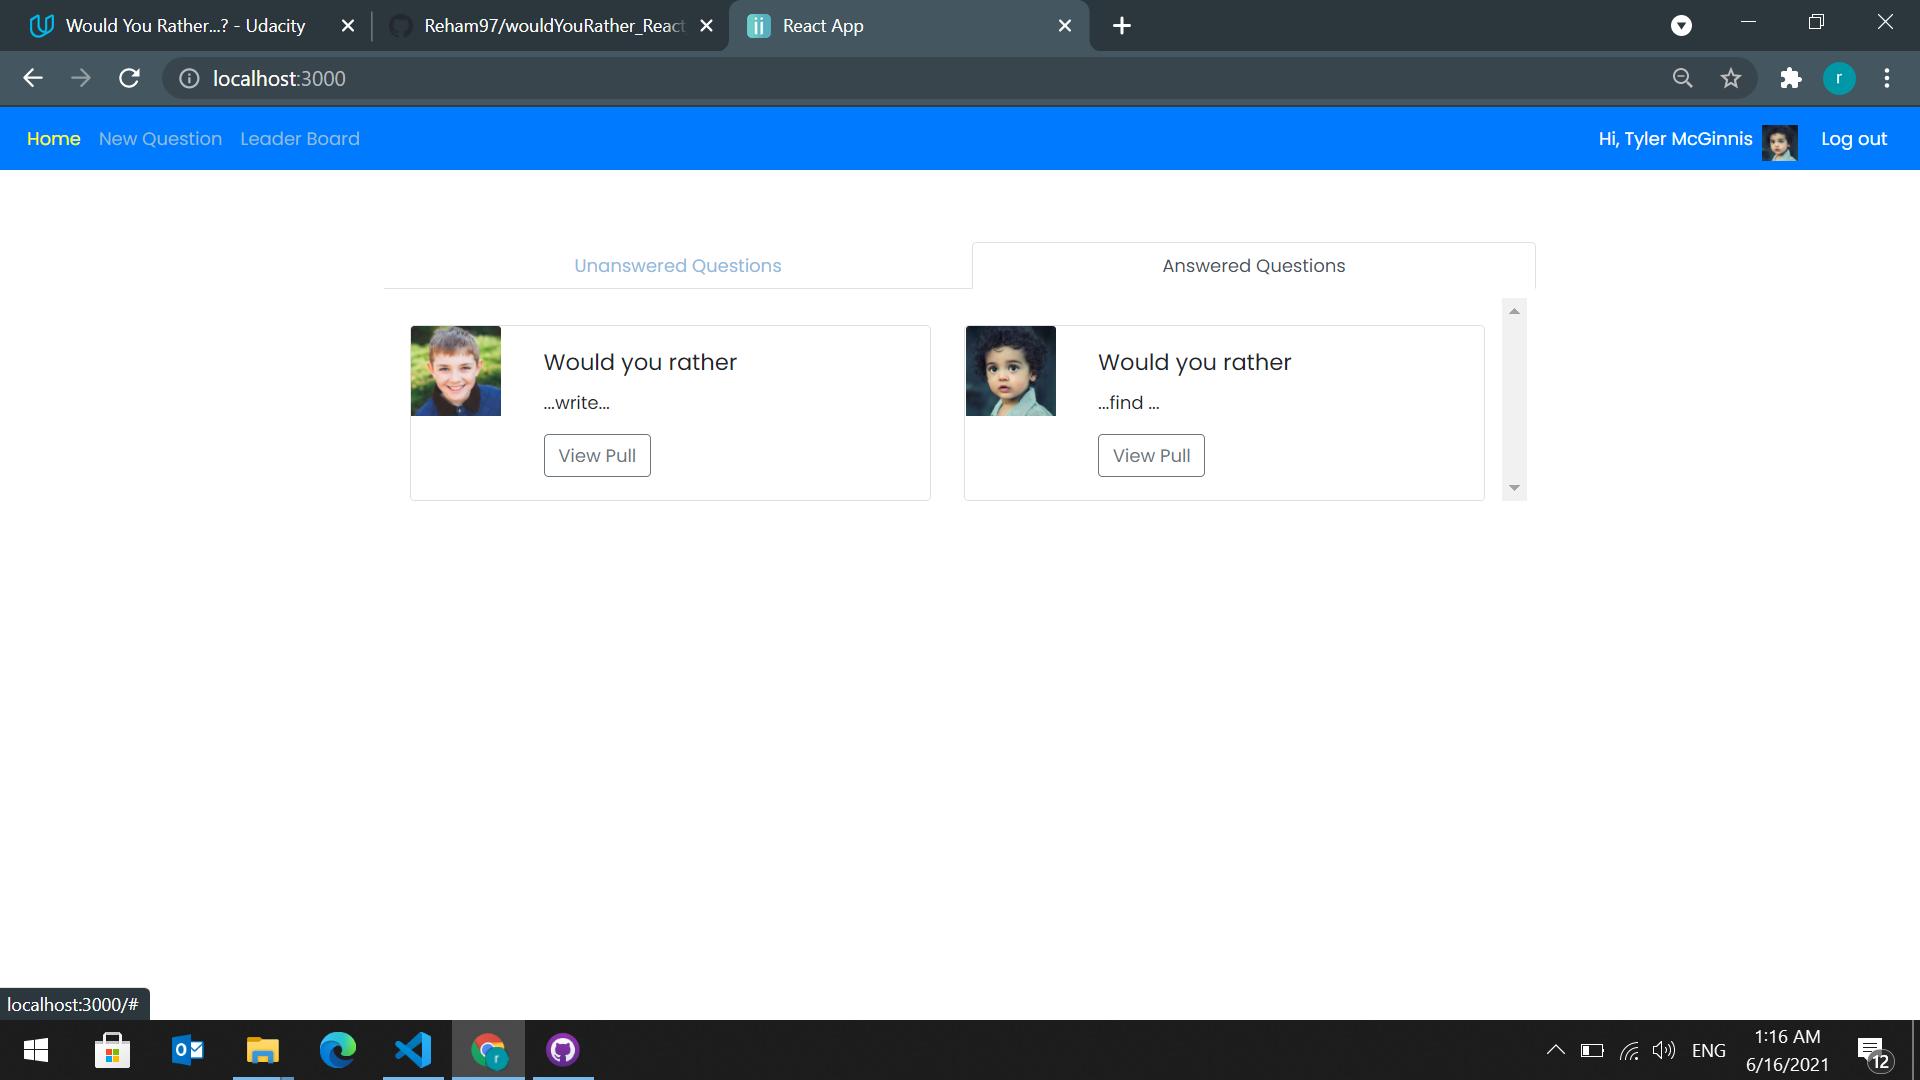 Would You Rather...? - Udacity
Reham97/wouldYouRather_React
React App
localhost:3000
r
Home New Question Leader Board
Hi, Tyler McGinnis
Log out
Unanswered Questions
Answered Questions
Would you rather
...write...
View Pull
Would you rather
...find ...
View Pull
localhost:3000/#
r
ENG
1:16 AM
6/16/2021
12